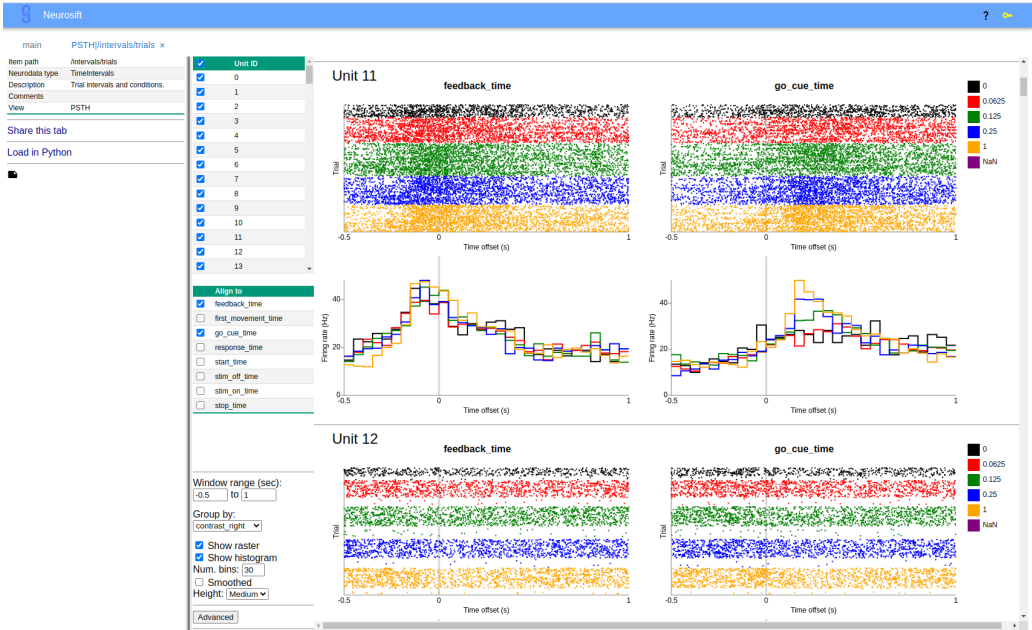 Neurosift
?
main
PSTH|/intervals/trials ×
Item path /intervals/trials
Neurodata type TimeIntervals
Description Trial intervals and conditions.
Comments
View PSTH
Share this tab
Load in Python
Unit ID
0
1
2
3
4
5
6
7
8
9
10
11
12
13
Align to
feedback_time
first_movement_time
go_cue_time
response_time
start_time
stim_off_time
stim_on_time
stop_time
Window range (sec):
-0.5 to 1
Group by:
contrast_right
Show raster
Show histogram
Num. bins: 30
Smoothed
Height: Medium
Advanced
Unit 11
feedback_time
Trial
-0.5 0 1
Time offset (s)
Firing rate (Hz)
40
20
0
-0.5 0 1
Time offset (s)
go_cue_time
Trial
-0.5 0 1
Time offset (s)
Firing rate (Hz)
40
20
0
-0.5 0 1
Time offset (s)
0
0.0625
0.125
0.25
1
NaN
Unit 12
feedback_time
Trial
-0.5 0 1
Time offset (s)
go_cue_time
Trial
-0.5 0 1
Time offset (s)
0
0.0625
0.125
0.25
1
NaN